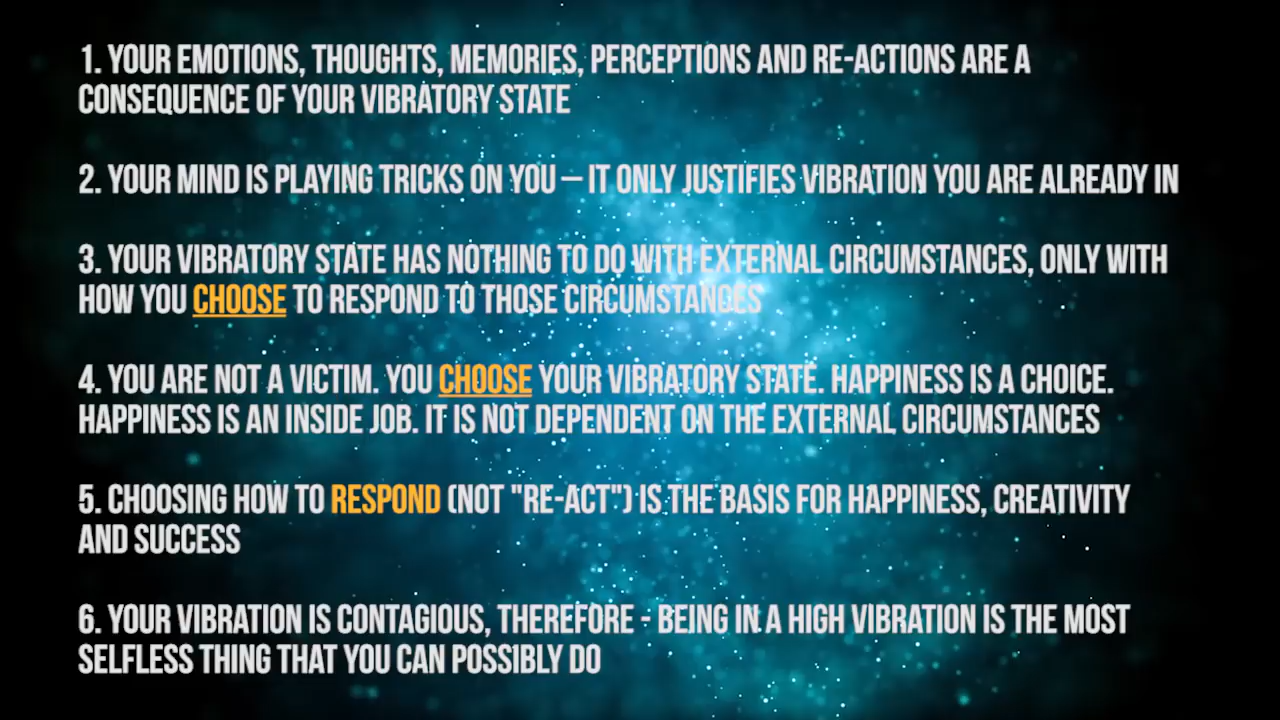 1. YOUR EMOTIONS, THOUGHTS, MEMORIES, PERCEPTIONS AND RE-ACTIONS ARE A
CONSEQUENCE OF YOUR VIBRATORY STATE
2. YOUR MIND IS PLAYING TRICKS ON YOU – IT ONLY JUSTIFIES VIBRATION YOU ARE ALREADY IN
3. YOUR VIBRATORY STATE HAS NOTHING TO DO WITH EXTERNAL CIRCUMSTANCES, ONLY WITH
HOW YOU CHOOSE TO RESPOND TO THOSE CIRCUMSTANCES
4. YOU ARE NOT A VICTIM. YOU CHOOSE YOUR VIBRATORY STATE. HAPPINESS IS A CHOICE.
HAPPINESS IS AN INSIDE JOB. IT IS NOT DEPENDENT ON THE EXTERNAL CIRCUMSTANCES
5. CHOOSING HOW TO RESPOND (NOT "RE-ACT") IS THE BASIS FOR HAPPINESS, CREATIVITY
AND SUCCESS
6. YOUR VIBRATION IS CONTAGIOUS, THEREFORE - BEING IN A HIGH VIBRATION IS THE MOST
SELFLESS THING THAT YOU CAN POSSIBLY DO